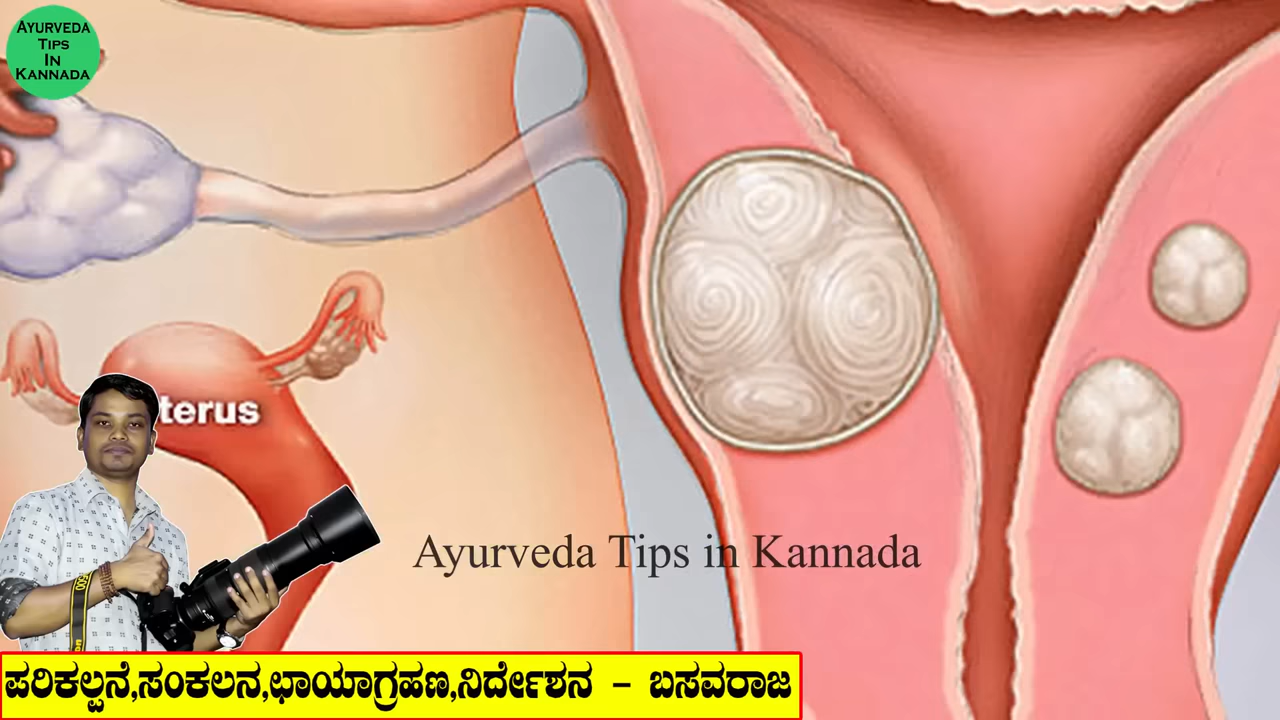 AYURVEDA
TIPS
IN
KANNADA
terus
Ayurveda Tips in Kannada
ಪರಿಕಲ್ಪನೆ,ಸಂಕಲನ,ಛಾಯಾಗ್ರಹಣ,ನಿರ್ದೇಶನ – ಬಸವರಾಜ